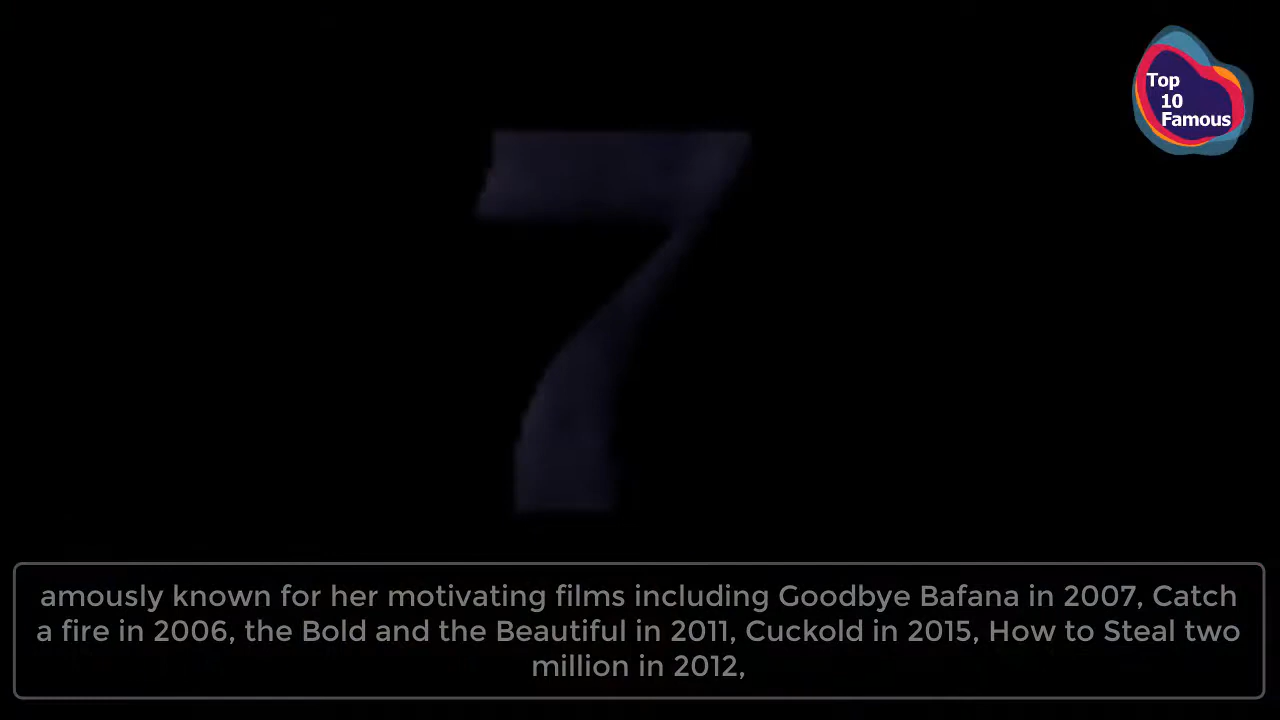 Top
10
Famous
7
amously known for her motivating films including Goodbye Bafana in 2007, Catch
a fire in 2006, the Bold and the Beautiful in 2011, Cuckold in 2015, How to Steal two
million in 2012,